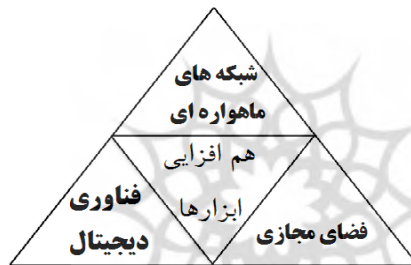 شبکه های
ماهواره ای
هم افزایی
ابزارها
فناوری
دیجیتال
فضای مجازی